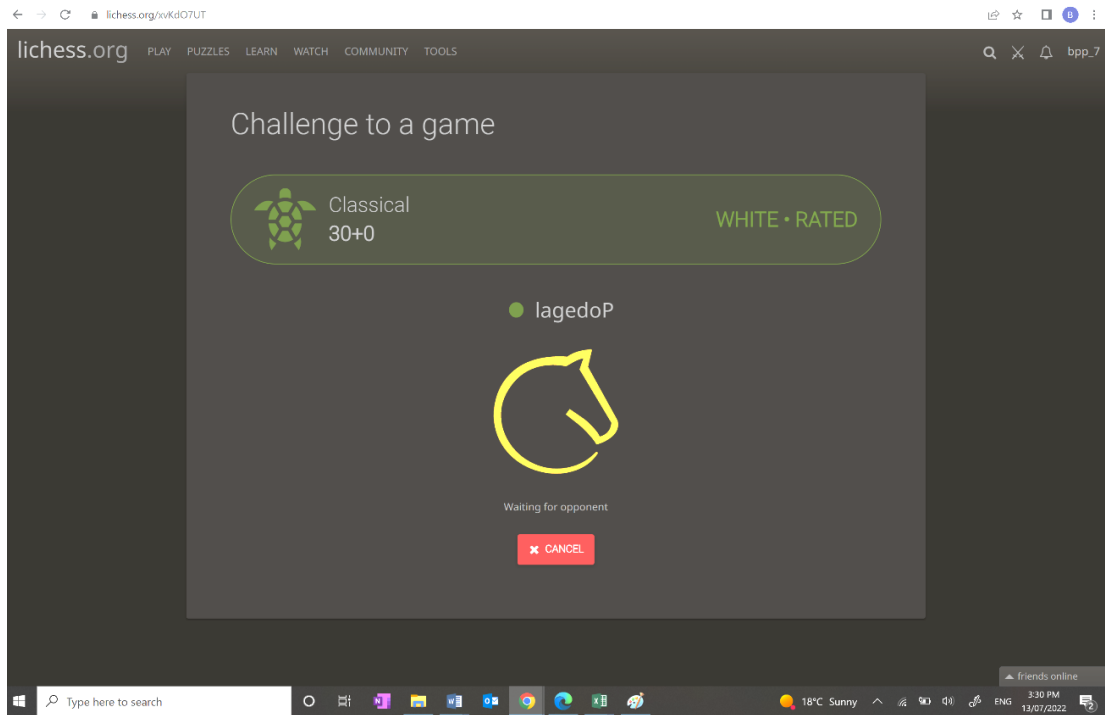 lichess.org/xvKdO7UT
B
lichess.org PLAY PUZZLES LEARN WATCH COMMUNITY TOOLS bpp_7
Challenge to a game
Classical
30+0
WHITE • RATED
lagedoP
Waiting for opponent
CANCEL
friends online
Type here to search
18°C Sunny
ENG
3:30 PM
13/07/2022
2